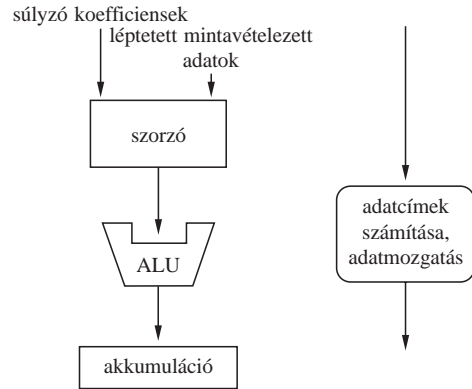 súlyzó koefficiensek
léptetett mintavételezett
adatok
szorzó
ALU
akkumuláció
adatcímek
számítása,
adatmozgatás